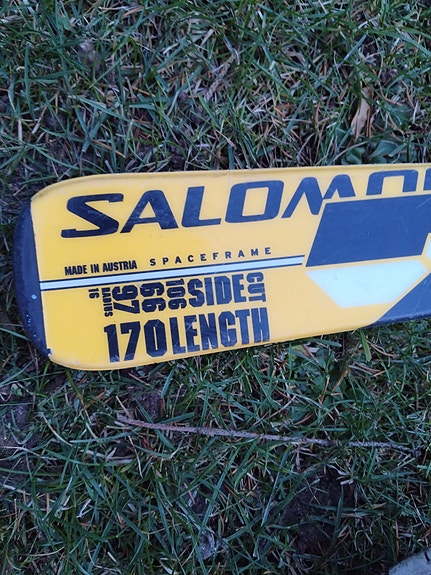 SALOMO
SPACEFRAME
MADE IN AUSTRIA
SIDE
CUT
106
66
97
RADIUS
16
170 LENGTH